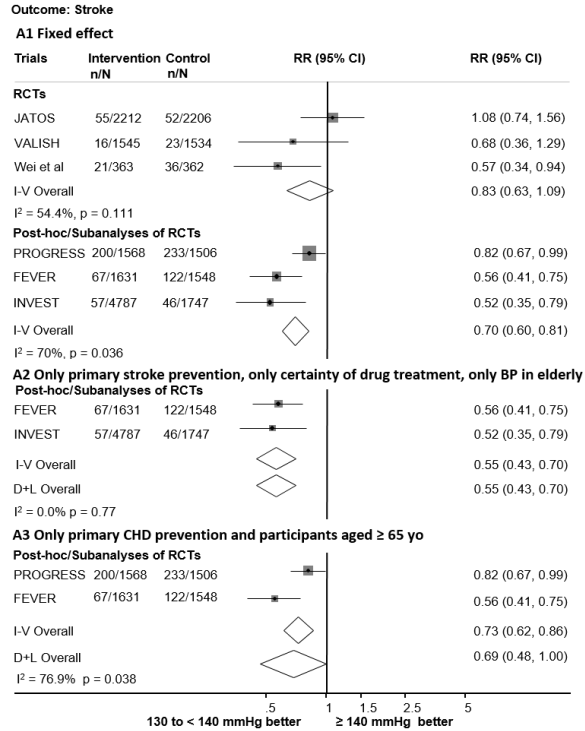 Outcome: Stroke
A1 Fixed effect
Trials Intervention Control RR (95% CI) RR (95% CI)
n/N n/N
RCTs
JATOS 55/2212 52/2206 1.08 (0.74, 1.56)
VALISH 16/1545 23/1534 0.68 (0.36, 1.29)
Wei et al 21/363 36/362 0.57 (0.34, 0.94)
I-V Overall 0.83 (0.63, 1.09)
I² = 54.4%, p = 0.111
Post-hoc/Subanalyses of RCTs
PROGRESS 200/1568 233/1506 0.82 (0.67, 0.99)
FEVER 67/1631 122/1548 0.56 (0.41, 0.75)
INVEST 57/4787 46/1747 0.52 (0.35, 0.79)
I-V Overall 0.70 (0.60, 0.81)
I² = 70%, p = 0.036
A2 Only primary stroke prevention, only certainty of drug treatment, only BP in elderly
Post-hoc/Subanalyses of RCTs
FEVER 67/1631 122/1548 0.56 (0.41, 0.75)
INVEST 57/4787 46/1747 0.52 (0.35, 0.79)
I-V Overall 0.55 (0.43, 0.70)
D+L Overall 0.55 (0.43, 0.70)
I² = 0.0% p = 0.77
A3 Only primary CHD prevention and participants aged ≥ 65 yo
Post-hoc/Subanalyses of RCTs
PROGRESS 200/1568 233/1506 0.82 (0.67, 0.99)
FEVER 67/1631 122/1548 0.56 (0.41, 0.75)
I-V Overall 0.73 (0.62, 0.86)
D+L Overall 0.69 (0.48, 1.00)
I² = 76.9% p = 0.038
.5 1 1.5 2.5 5
130 to < 140 mmHg better ≥ 140 mmHg better